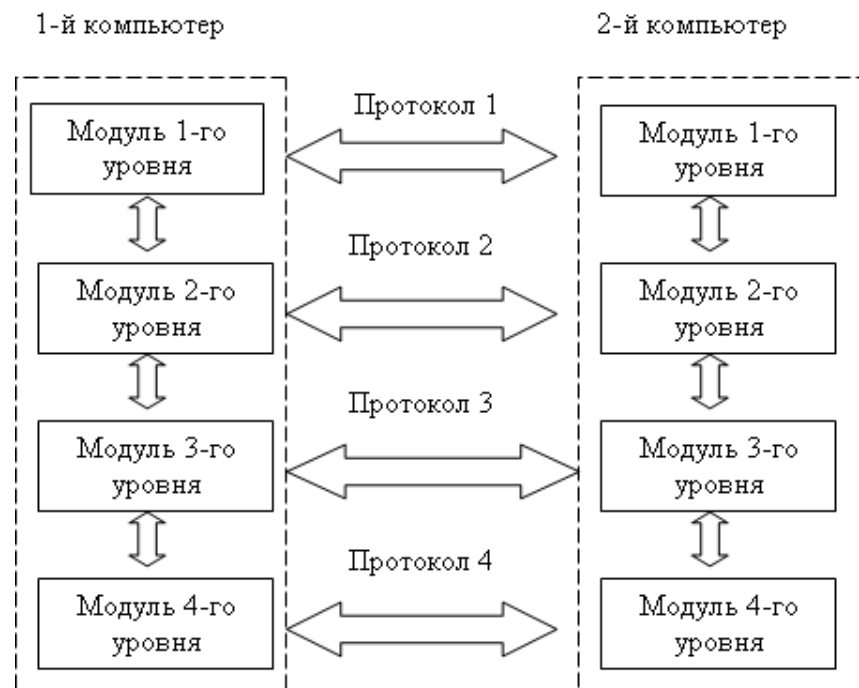 1-й компьютер
2-й компьютер
Протокол 1
Модуль 1-го
уровня
Модуль 1-го
уровня
Протокол 2
Модуль 2-го
уровня
Модуль 2-го
уровня
Протокол 3
Модуль 3-го
уровня
Модуль 3-го
уровня
Протокол 4
Модуль 4-го
уровня
Модуль 4-го
уровня